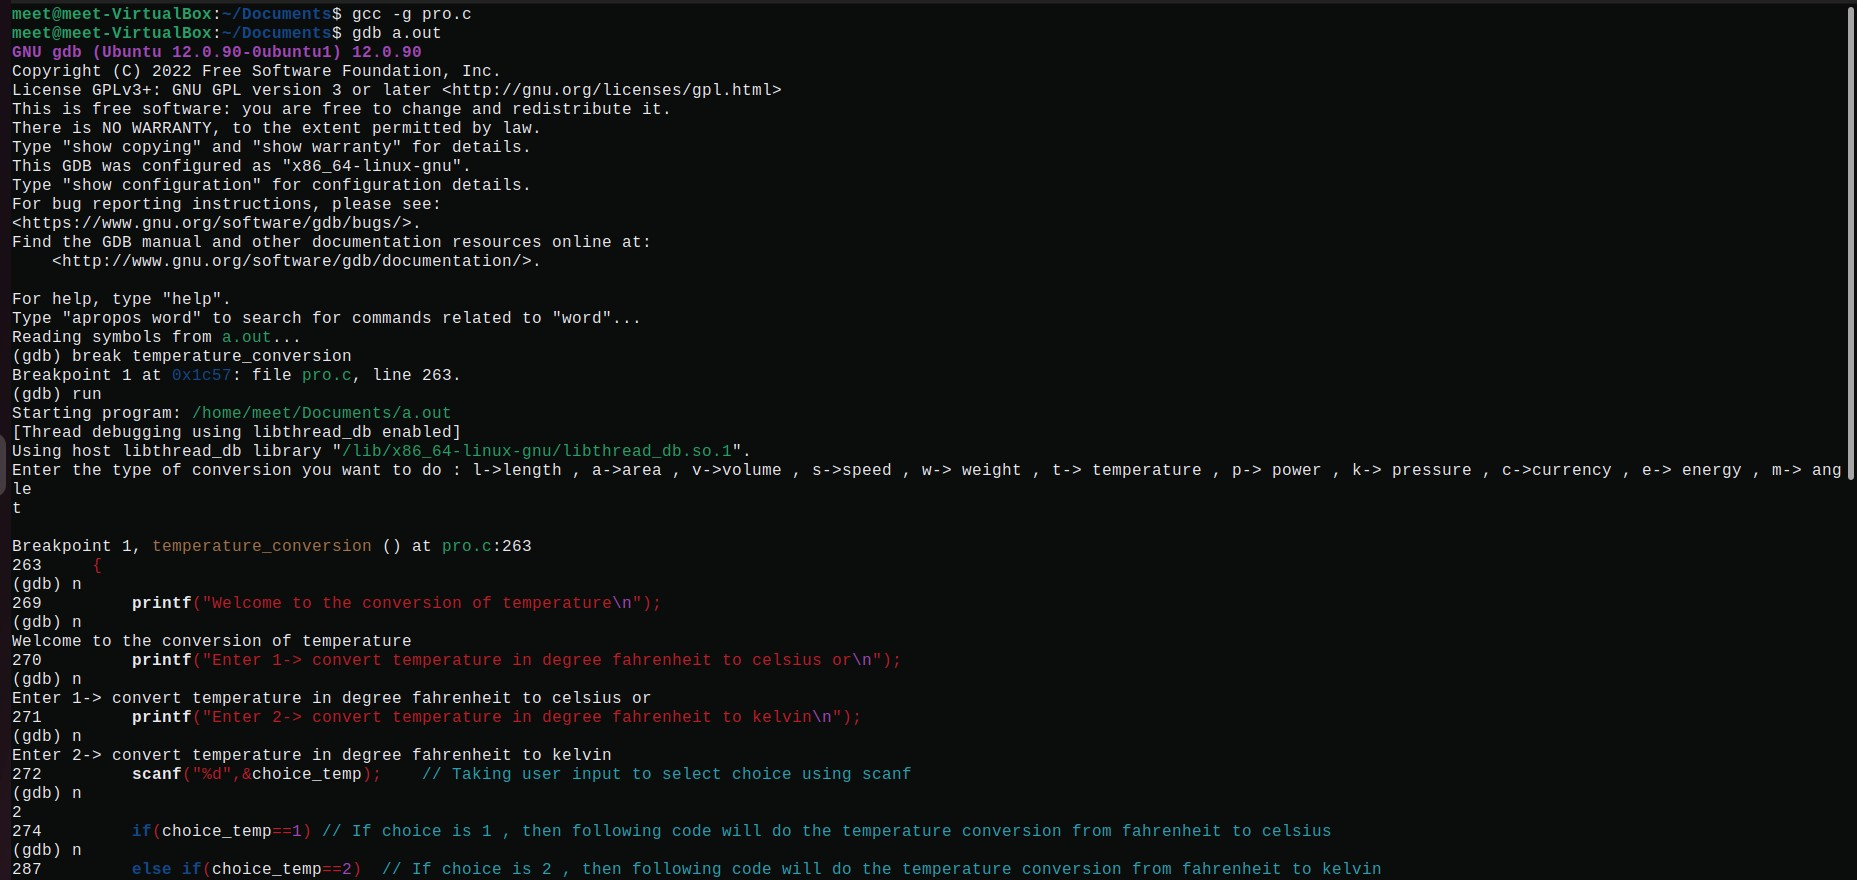 meet@meet-VirtualBox:~/Documents$ gcc -g pro.c
meet@meet-VirtualBox:~/Documents$ gdb a.out
GNU gdb (Ubuntu 12.0.90-0ubuntu1) 12.0.90
Copyright (C) 2022 Free Software Foundation, Inc.
License GPLv3+: GNU GPL version 3 or later <http://gnu.org/licenses/gpl.html>
This is free software: you are free to change and redistribute it.
There is NO WARRANTY, to the extent permitted by law.
Type "show copying" and "show warranty" for details.
This GDB was configured as "x86_64-linux-gnu".
Type "show configuration" for configuration details.
For bug reporting instructions, please see:
<https://www.gnu.org/software/gdb/bugs/>.
Find the GDB manual and other documentation resources online at:
    <http://www.gnu.org/software/gdb/documentation/>.

For help, type "help".
Type "apropos word" to search for commands related to "word"...
Reading symbols from a.out...
(gdb) break temperature_conversion
Breakpoint 1 at 0x1c57: file pro.c, line 263.
(gdb) run
Starting program: /home/meet/Documents/a.out
[Thread debugging using libthread_db enabled]
Using host libthread_db library "/lib/x86_64-linux-gnu/libthread_db.so.1".
Enter the type of conversion you want to do : l->length , a->area , v->volume , s->speed , w-> weight , t-> temperature , p-> power , k-> pressure , c->currency , e-> energy , m-> ang
le
t

Breakpoint 1, temperature_conversion () at pro.c:263
263     {
(gdb) n
269         printf("Welcome to the conversion of temperature\n");
(gdb) n
Welcome to the conversion of temperature
270         printf("Enter 1-> convert temperature in degree fahrenheit to celsius or\n");
(gdb) n
Enter 1-> convert temperature in degree fahrenheit to celsius or
271         printf("Enter 2-> convert temperature in degree fahrenheit to kelvin\n");
(gdb) n
Enter 2-> convert temperature in degree fahrenheit to kelvin
272         scanf("%d",&choice_temp);    // Taking user input to select choice using scanf
(gdb) n
2
274         if(choice_temp==1) // If choice is 1 , then following code will do the temperature conversion from fahrenheit to celsius
(gdb) n
287         else if(choice_temp==2)  // If choice is 2 , then following code will do the temperature conversion from fahrenheit to kelvin